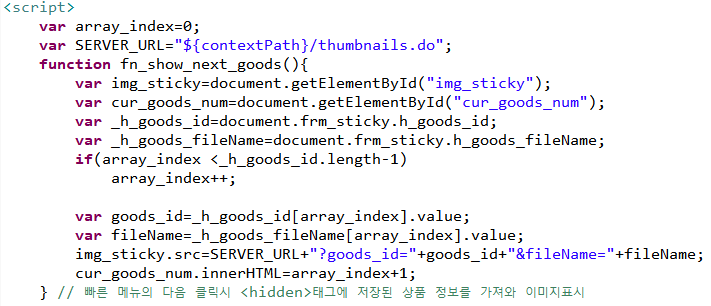 <script>
    var array_index=0;
    var SERVER_URL="${contextPath}/thumbnails.do";
    function fn_show_next_goods(){
        var img_sticky=document.getElementById("img_sticky");
        var cur_goods_num=document.getElementById("cur_goods_num");
        var _h_goods_id=document.frm_sticky.h_goods_id;
        var _h_goods_fileName=document.frm_sticky.h_goods_fileName;
        if(array_index <_h_goods_id.length-1)
            array_index++;

        var goods_id=_h_goods_id[array_index].value;
        var fileName=_h_goods_fileName[array_index].value;
        img_sticky.src=SERVER_URL+"?goods_id="+goods_id+"&fileName="+fileName;
        cur_goods_num.innerHTML=array_index+1;
    } // 빠른 메뉴의 다음 클릭시 <hidden>태그에 저장된 상품 정보를 가져와 이미지표시